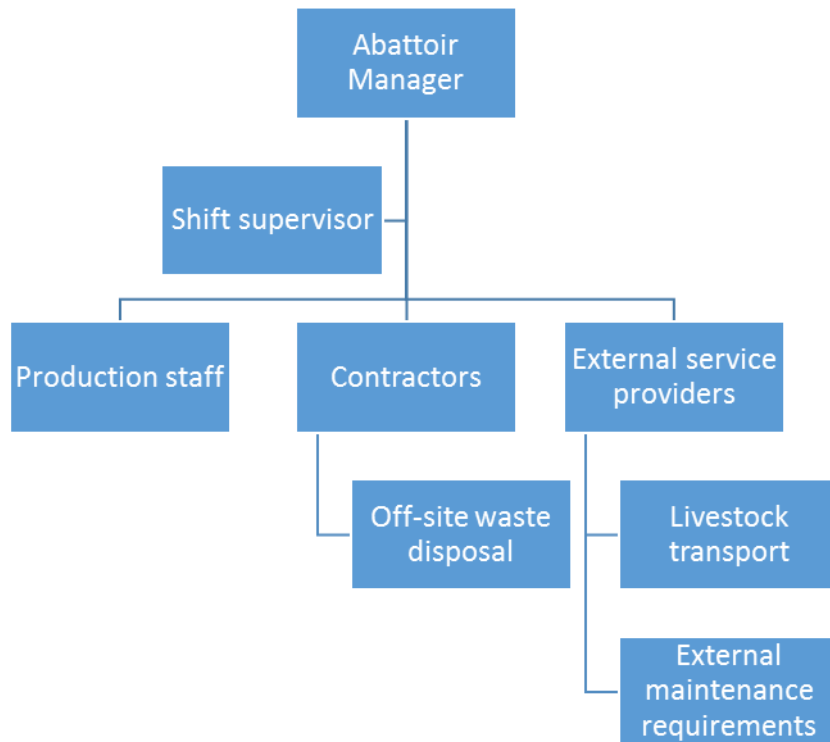 Abattoir
Manager
Shift supervisor
Production staff
Contractors
External service
providers
Off-site waste
disposal
Livestock
transport
External
maintenance
requirements